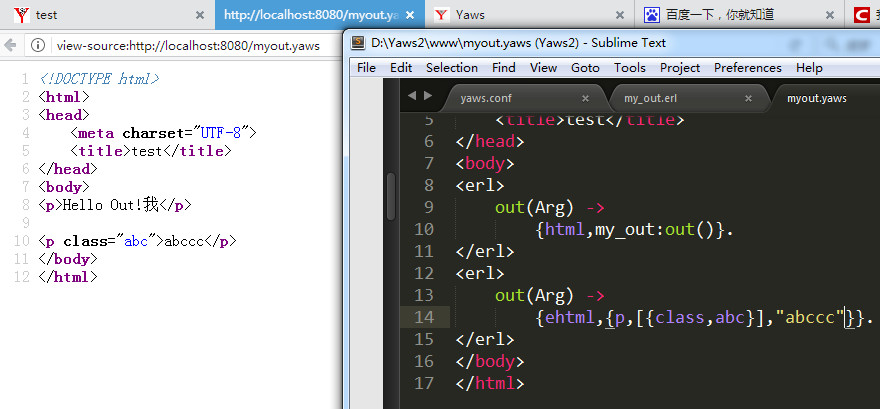 test
http://localhost:8080/myout.ya
Yaws
百度一下，你就知道
view-source:http://localhost:8080/myout.yaws
1 <!DOCTYPE html>
2 <html>
3 <head>
4 <meta charset="UTF-8">
5 <title>test</title>
6 </head>
7 <body>
8 <p>Hello Out!我</p>
9
10 <p class="abc">abccc</p>
11 </body>
12 </html>
D:\Yaws2\www\myout.yaws (Yaws2) - Sublime Text
File Edit Selection Find View Goto Tools Project Preferences Help
yaws.conf × my_out.erl × myout.yaws
5 <title>test</title>
6 </head>
7 <body>
8 <erl>
9 out(Arg) ->
10 {html,my_out:out()}.
11 </erl>
12 <erl>
13 out(Arg) ->
14 {ehtml,{p,[{class,abc}],"abccc"}}.
15 </erl>
16 </body>
17 </html>